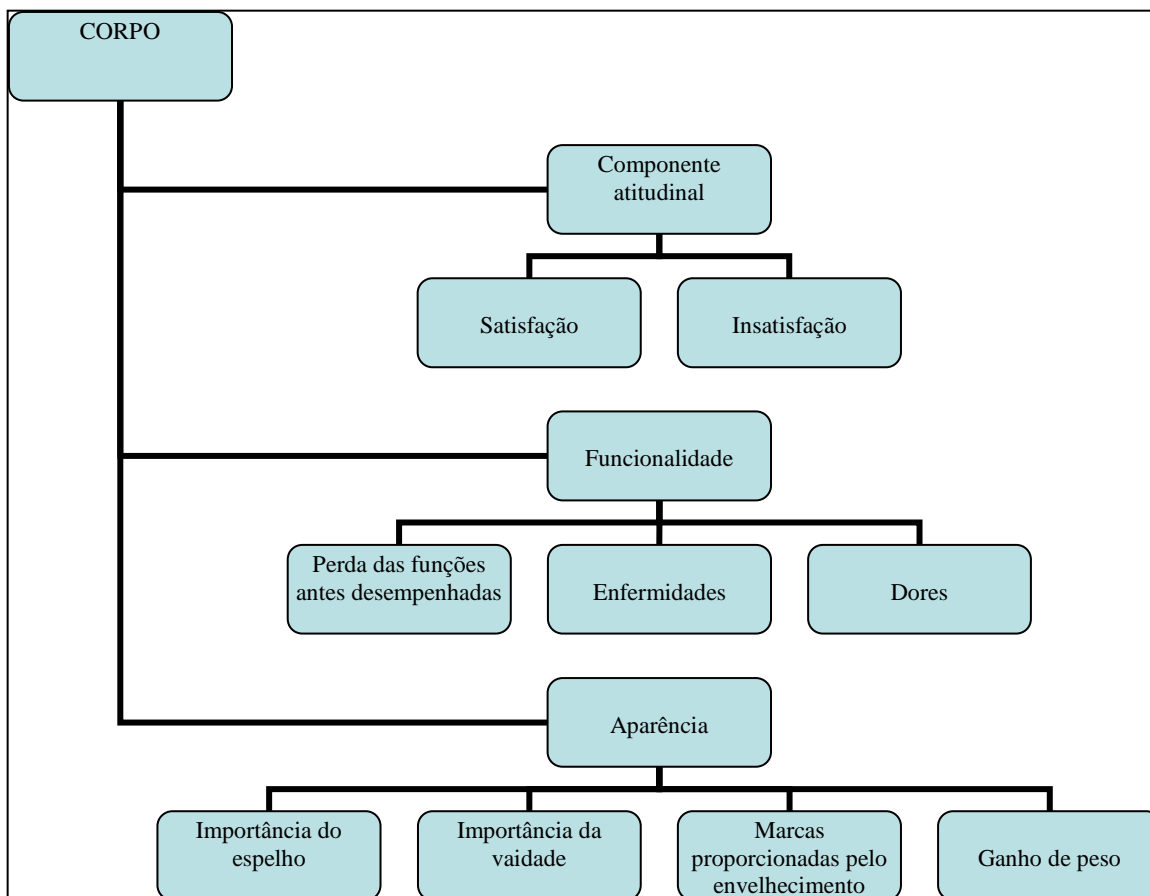 CORPO
Componente
atitudinal
Satisfação
Insatisfação
Funcionalidade
Perda das funções
antes desempenhadas
Enfermidades
Dores
Aparência
Importância do
espelho
Importância da
vaidade
Marcas
proporcionadas pelo
envelhecimento
Ganho de peso